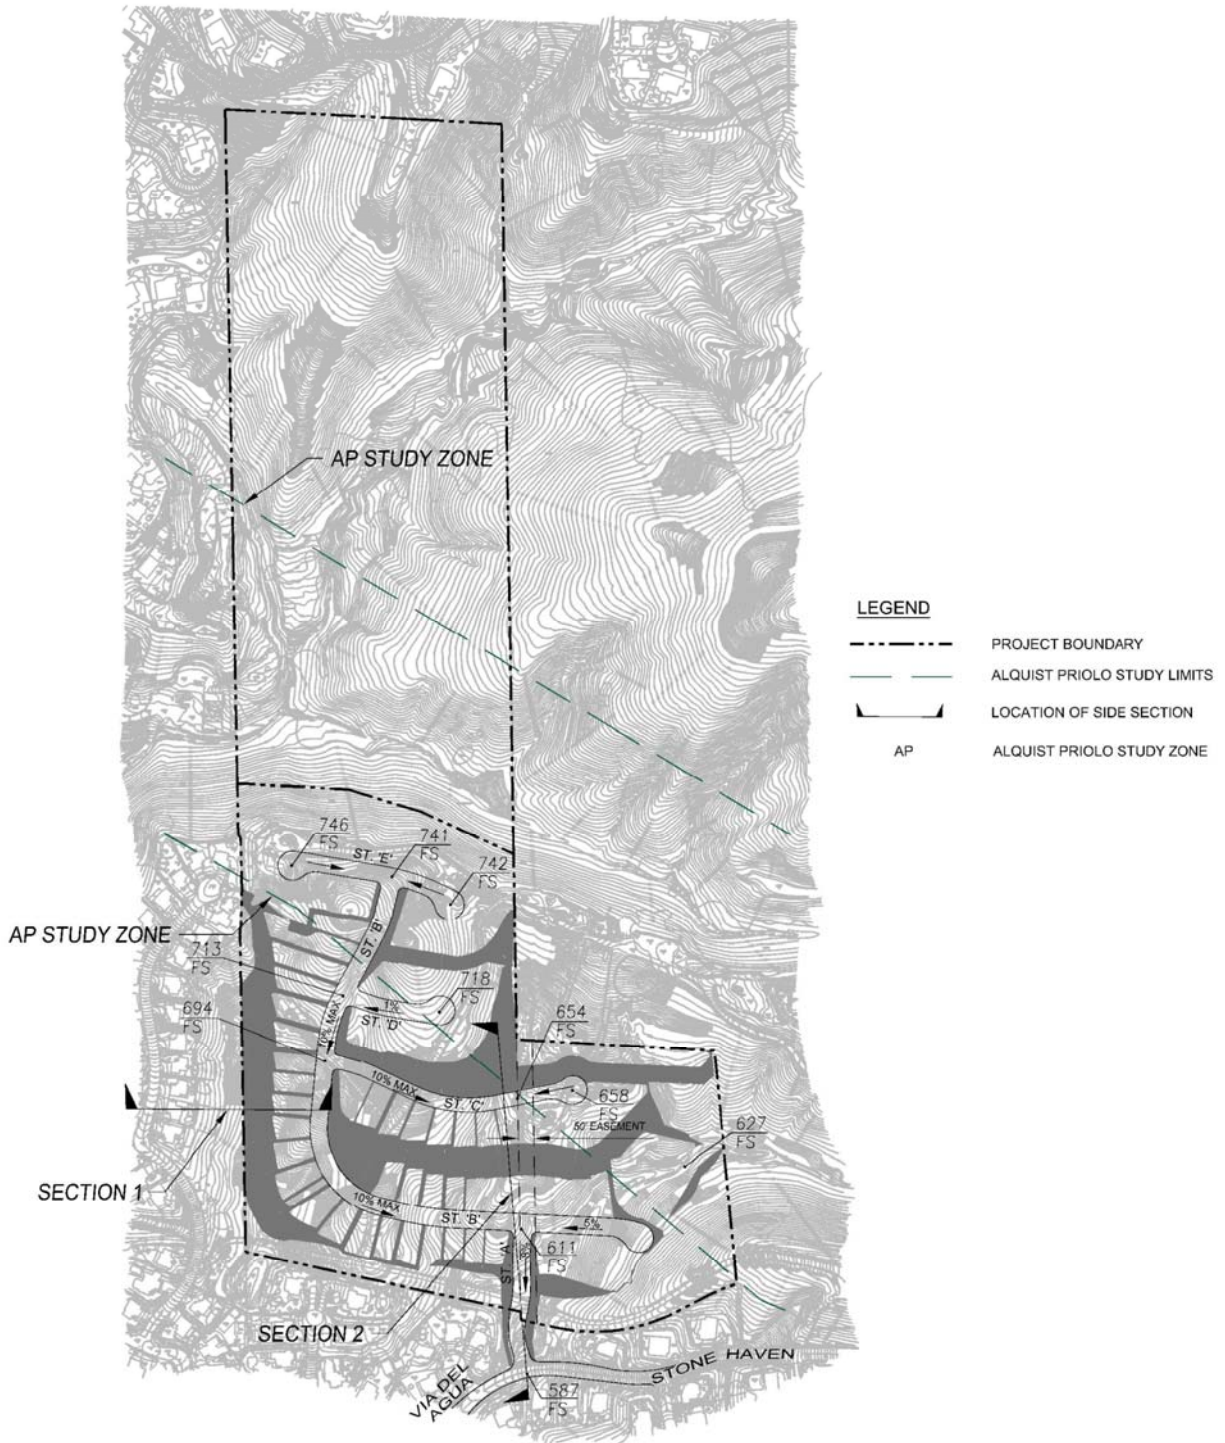 AP STUDY ZONE
LEGEND
PROJECT BOUNDARY
ALQUIST PRIOLO STUDY LIMITS
LOCATION OF SIDE SECTION
AP
ALQUIST PRIOLO STUDY ZONE
746
FS
741
FS
ST. 'E'
742
FS
AP STUDY ZONE
ST. 'B'
713
FS
718
FS
1%
ST. 'D'
694
FS
10% MAX
654
FS
10% MAX
ST. 'C'
658
FS
50' EASEMENT
627
FS
SECTION 1
10% MAX
ST. 'B'
5%
611
FS
ST. 'A'
8%
SECTION 2
STONE HAVEN
VIA DEL
AGUA
587
FS